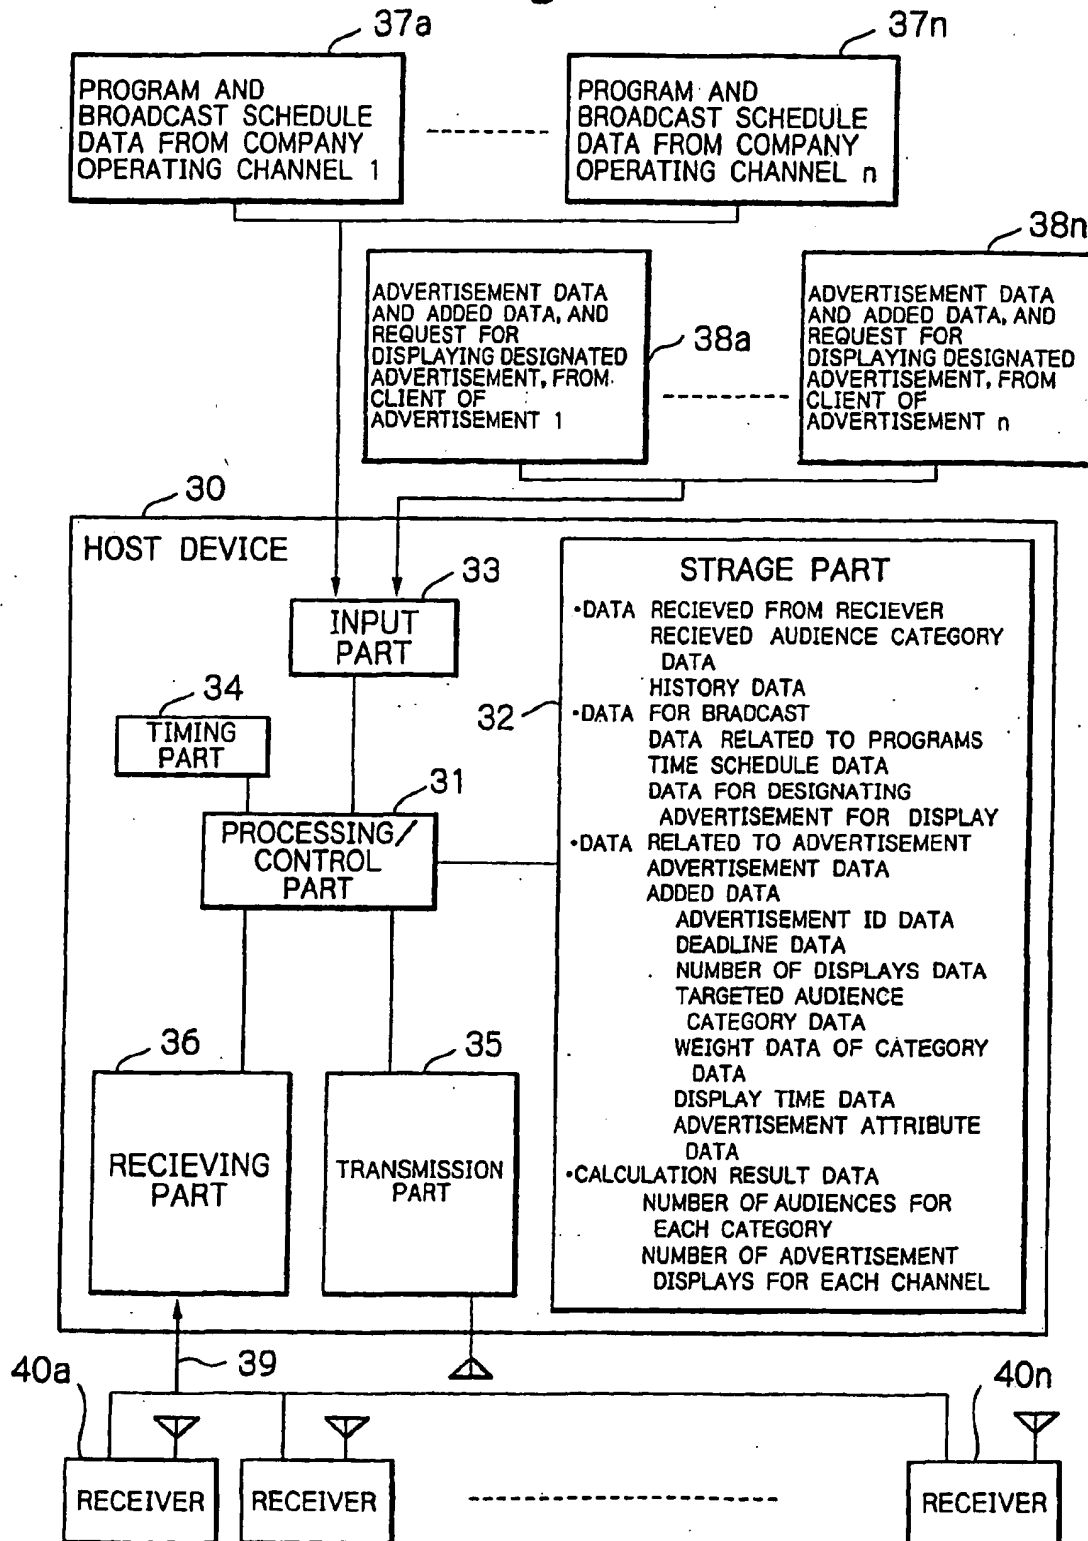 37a
37n
PROGRAM AND
BROADCAST SCHEDULE
DATA FROM COMPANY
OPERATING CHANNEL 1
PROGRAM AND
BROADCAST SCHEDULE
DATA FROM COMPANY
OPERATING CHANNEL n
38n
ADVERTISEMENT DATA
AND ADDED DATA, AND
REQUEST FOR
DISPLAYING DESIGNATED
ADVERTISEMENT, FROM
CLIENT OF
ADVERTISEMENT 1
38a
ADVERTISEMENT DATA
AND ADDED DATA, AND
REQUEST FOR
DISPLAYING DESIGNATED
ADVERTISEMENT, FROM
CLIENT OF
ADVERTISEMENT n
30
HOST DEVICE
33
INPUT
PART
34
TIMING
PART
31
PROCESSING/
CONTROL
PART
36
RECIEVING
PART
35
TRANSMISSION
PART
32
STRAGE PART
•DATA RECIEVED FROM RECIEVER
RECIEVED AUDIENCE CATEGORY
DATA
HISTORY DATA
•DATA FOR BRADCAST
DATA RELATED TO PROGRAMS
TIME SCHEDULE DATA
DATA FOR DESIGNATING
ADVERTISEMENT FOR DISPLAY
•DATA RELATED TO ADVERTISEMENT
ADVERTISEMENT DATA
ADDED DATA
ADVERTISEMENT ID DATA
DEADLINE DATA
NUMBER OF DISPLAYS DATA
TARGETED AUDIENCE
CATEGORY DATA
WEIGHT DATA OF CATEGORY
DATA
DISPLAY TIME DATA
ADVERTISEMENT ATTRIBUTE
DATA
•CALCULATION RESULT DATA
NUMBER OF AUDIENCES FOR
EACH CATEGORY
NUMBER OF ADVERTISEMENT
DISPLAYS FOR EACH CHANNEL
39
40a
40n
RECEIVER
RECEIVER
RECEIVER